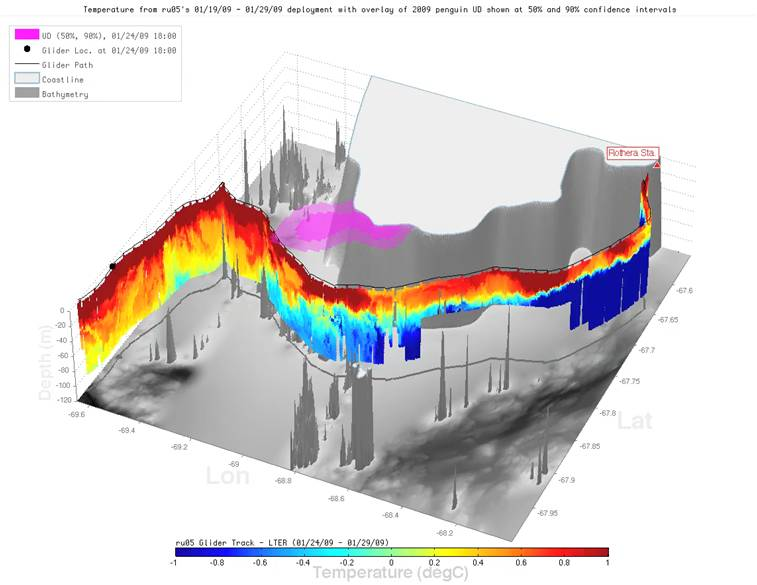 Temperature from ru05's 01/19/09 - 01/29/09 deployment with overlay of 2009 penguin UD shown at 50% and 90% confidence intervals
UD (50%, 90%), 01/24/09 18:00
Glider Loc. at 01/24/09 18:00
Glider Path
Coastline
Bathymetry
Rothera Sta.
0
-20
-40
-60
-80
-100
-120
Depth (m)
-69.6
-69.4
-69.2
-69
-68.8
-68.6
-68.4
-68.2
Lon
-67.6
-67.65
-67.7
-67.75
-67.8
-67.85
-67.9
-67.95
Lat
ru05 Glider Track - LTER (01/24/09 - 01/29/09)
-1
-0.8
-0.6
-0.4
-0.2
0
0.2
0.4
0.6
0.8
1
Temperature (degC)